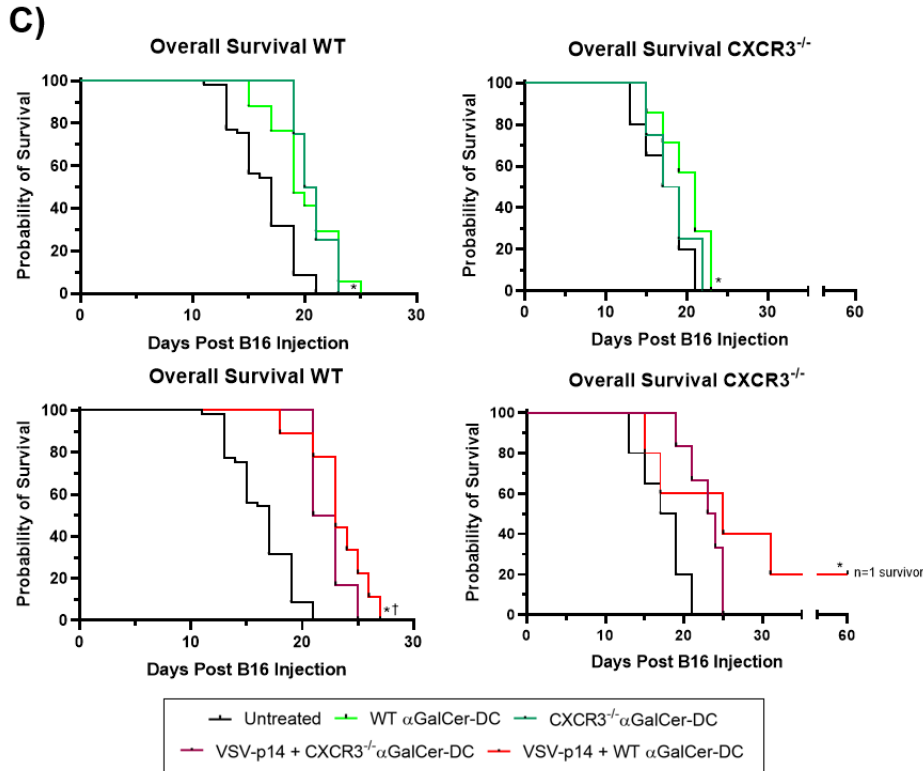 C)
Overall Survival WT
Probability of Survival
100
80
60
40
20
0
0 10 20 30
Days Post B16 Injection
*
Overall Survival CXCR3-/-
Probability of Survival
100
80
60
40
20
0
0 10 20 30 60
Days Post B16 Injection
*
Overall Survival WT
Probability of Survival
100
80
60
40
20
0
0 10 20 30
Days Post B16 Injection
*†
Overall Survival CXCR3-/-
Probability of Survival
100
80
60
40
20
0
0 10 20 30 60
Days Post B16 Injection
*
n=1 survivor
Untreated WT αGalCer-DC CXCR3-/-αGalCer-DC
VSV-p14 + CXCR3-/-αGalCer-DC VSV-p14 + WT αGalCer-DC